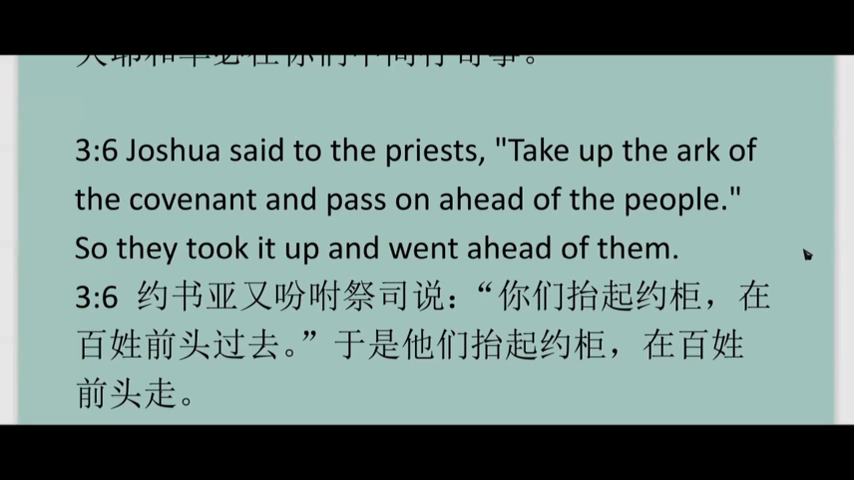 3:6 Joshua said to the priests, "Take up the ark of
the covenant and pass on ahead of the people."
So they took it up and went ahead of them.
3:6 约书亚又吩咐祭司说：“你们抬起约柜，在
百姓前头过去。”于是他们抬起约柜，在百姓
前头走。